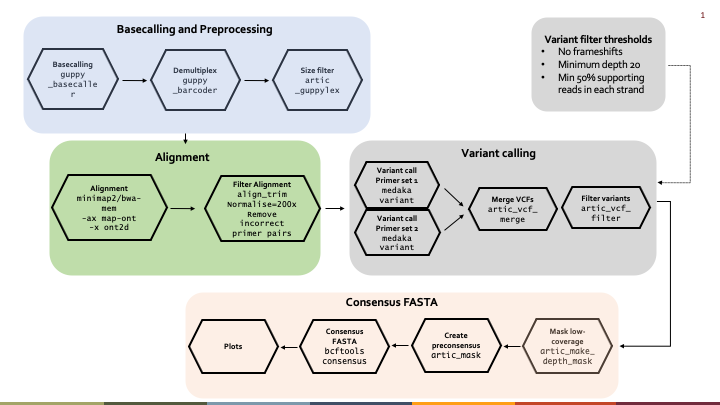 1
Basecalling and Preprocessing
Basecalling
guppy
_basecalle
r
Demultiplex
guppy
_barcoder
Size filter
artic
_guppylex
Variant filter thresholds
• No frameshifts
• Minimum depth 20
• Min 50% supporting
reads in each strand
Alignment
Alignment
minimap2/bwa-
mem
-ax map-ont
-x ont2d
Filter Alignment
align_trim
Normalise=200x
Remove
incorrect
primer pairs
Variant calling
Variant call
Primer set 1
medaka
variant
Variant call
Primer set 2
medaka
variant
Merge VCFs
artic_vcf_
merge
Filter variants
artic_vcf_
filter
Consensus FASTA
Plots
Consensus
FASTA
bcftools
consensus
Create
preconsensus
artic_mask
Mask low-
coverage
artic_make_
depth_mask